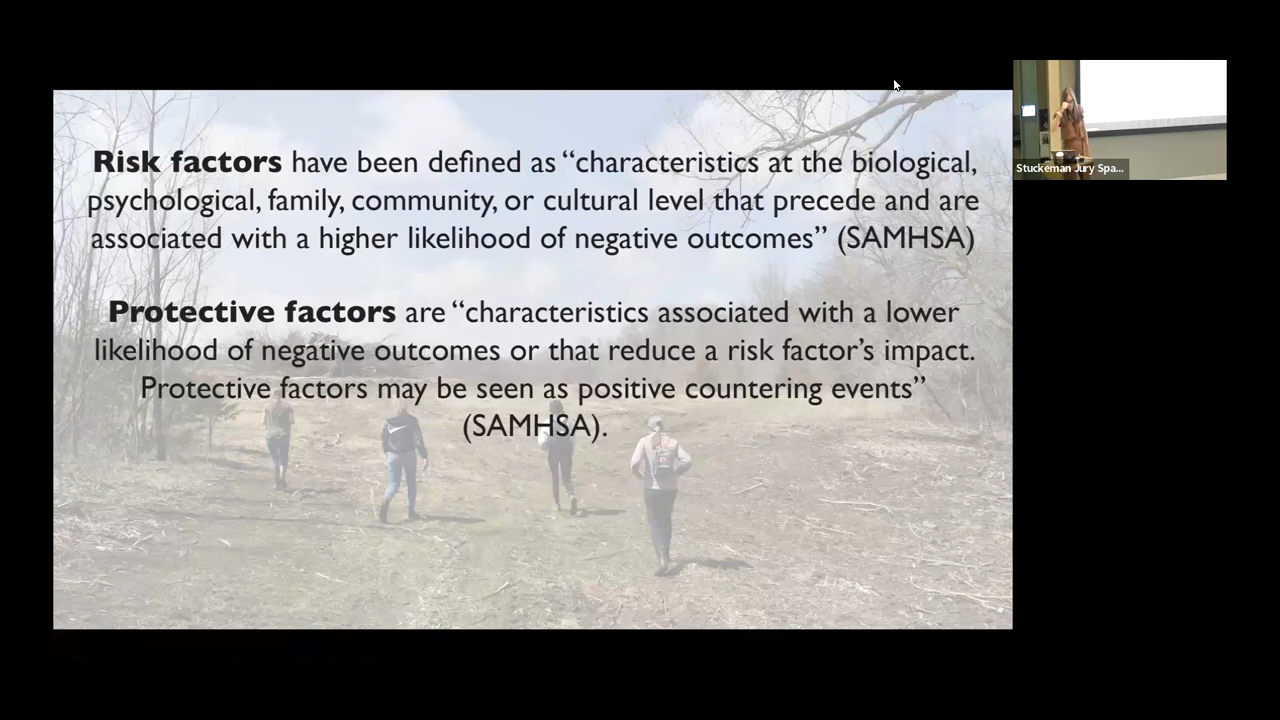 Risk factors have been defined as “characteristics at the biological,
psychological, family, community, or cultural level that precede and are
associated with a higher likelihood of negative outcomes” (SAMHSA)
Protective factors are “characteristics associated with a lower
likelihood of negative outcomes or that reduce a risk factor’s impact.
Protective factors may be seen as positive countering events”
(SAMHSA).
Stuckeman Jury Spa...